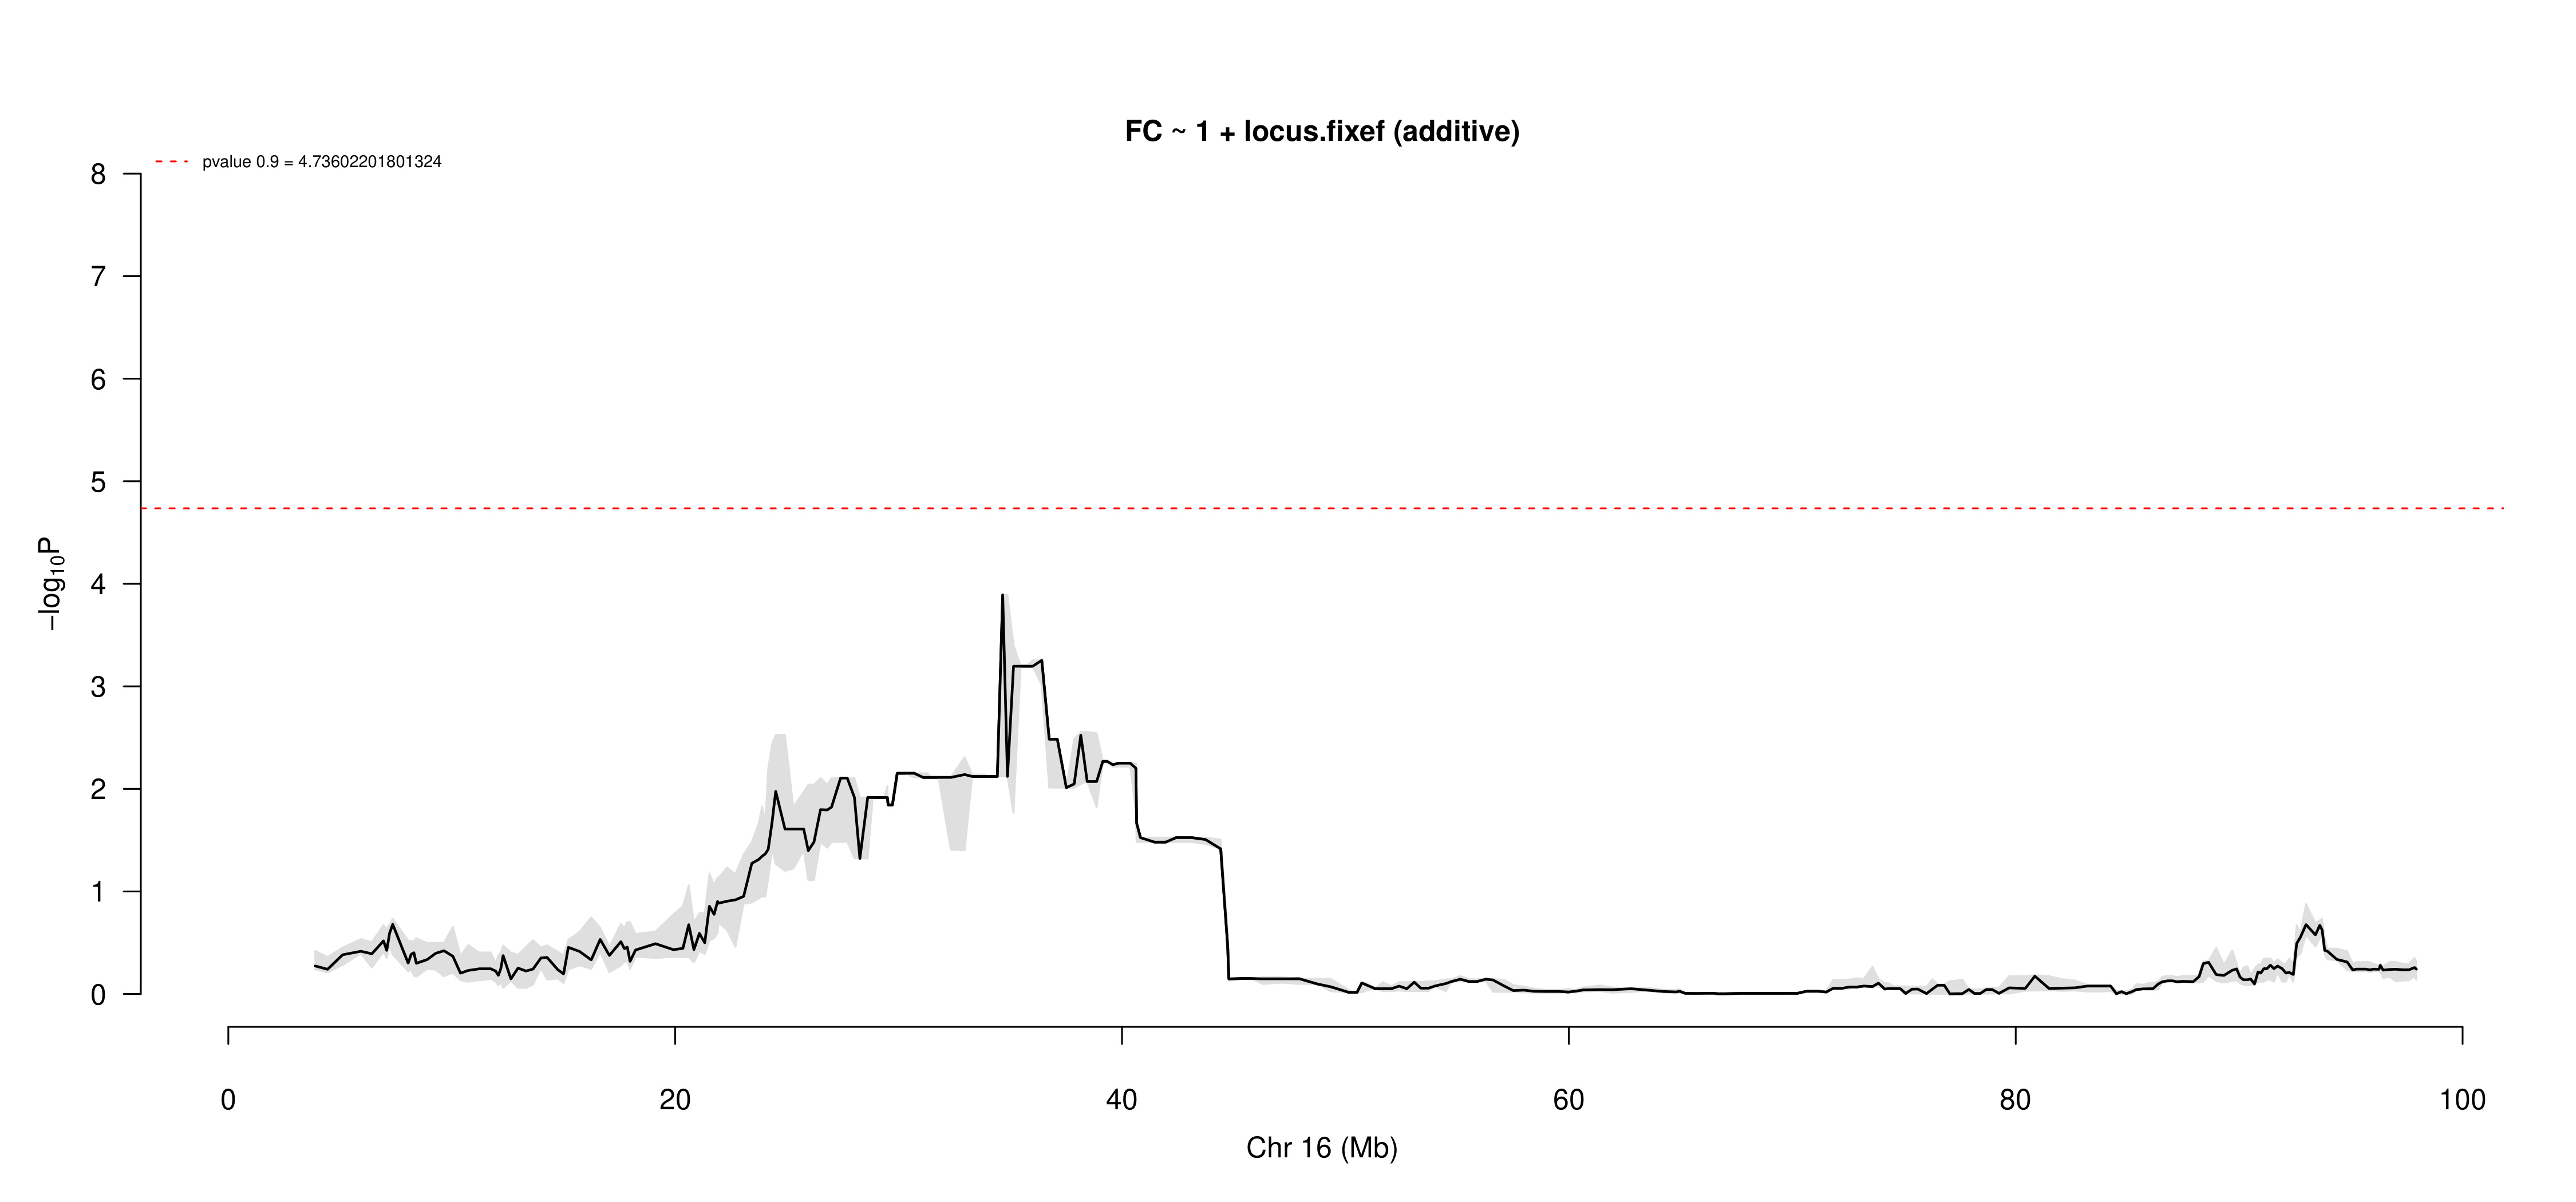 FC ~ 1 + locus.fixef (additive)
pvalue 0.9 = 4.73602201801324
8
7
6
5
4
3
2
1
0
−log10P
0 20 40 60 80 100
Chr 16 (Mb)